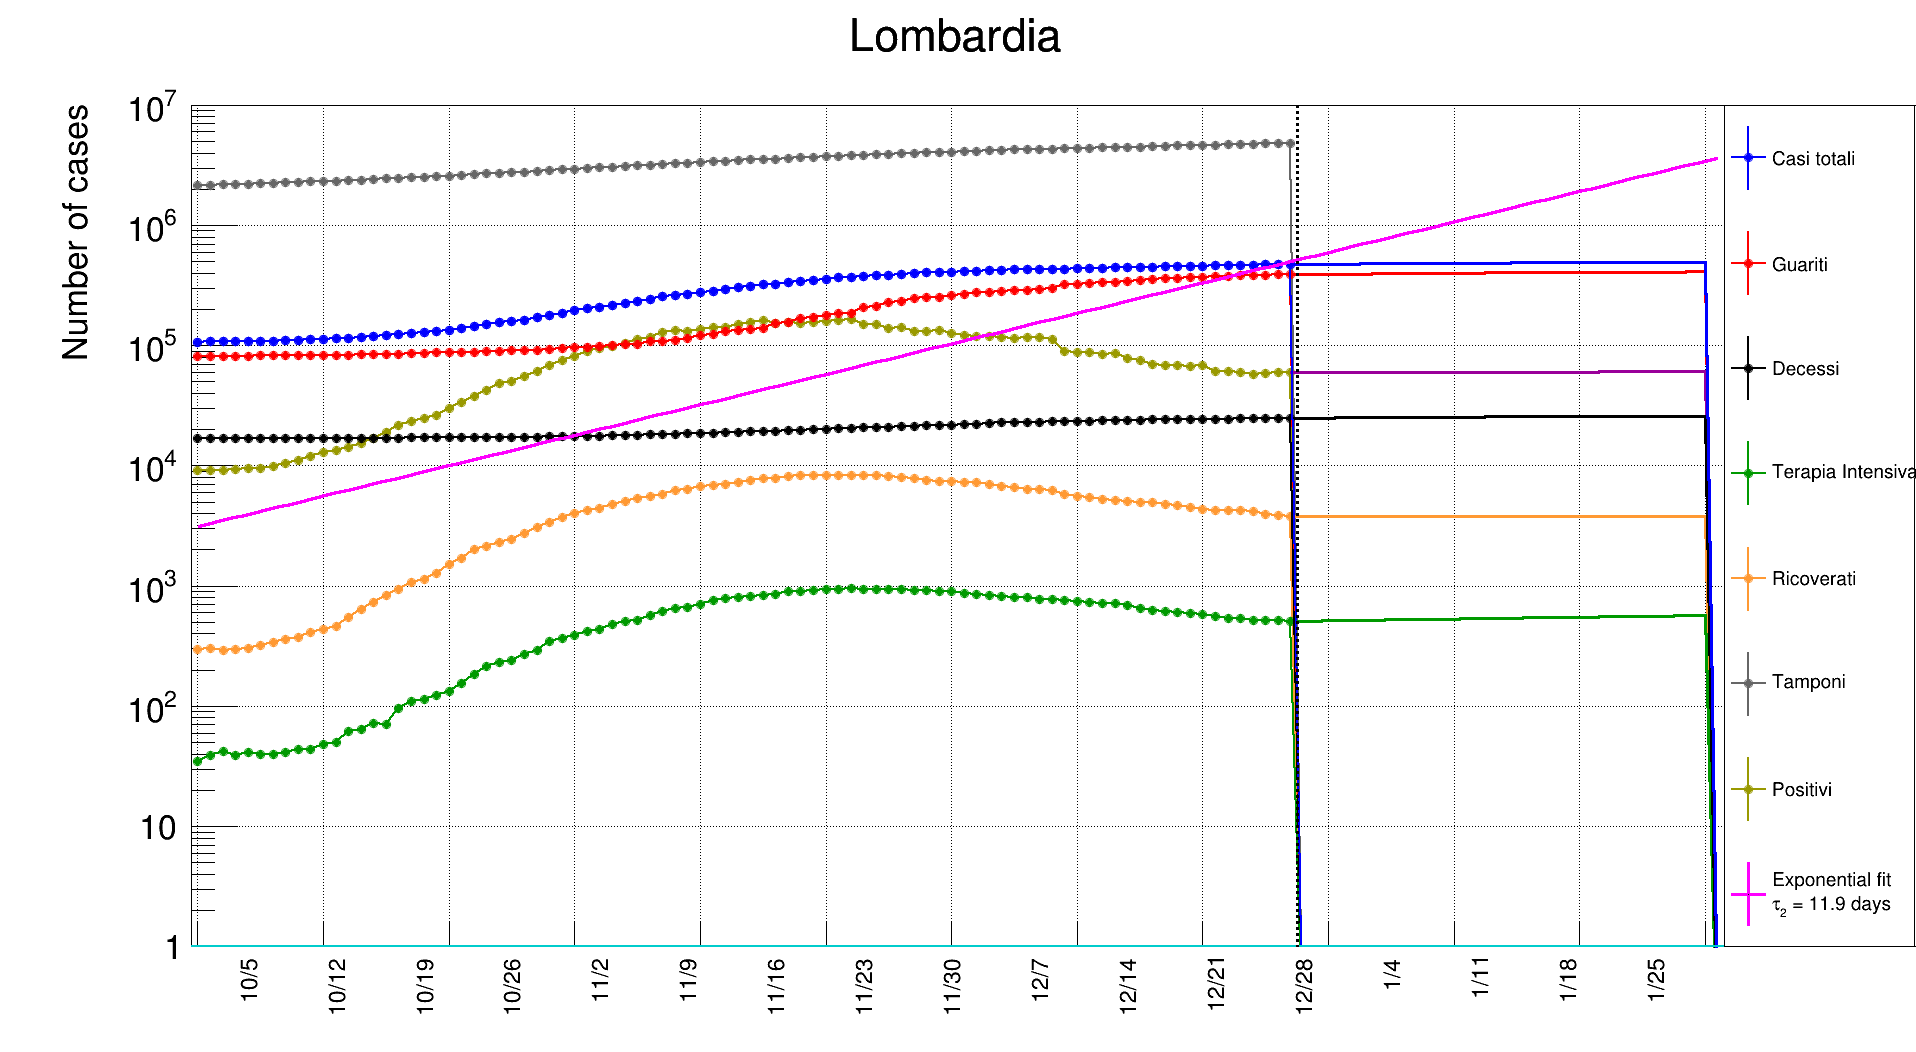 Lombardia
Number of cases
10^7
10^6
10^5
10^4
10^3
10^2
10
1
10/5
10/12
10/19
10/26
11/2
11/9
11/16
11/23
11/30
12/7
12/14
12/21
12/28
1/4
1/11
1/18
1/25
Casi totali
Guariti
Decessi
Terapia Intensiva
Ricoverati
Tamponi
Positivi
Exponential fit
τ₂ = 11.9 days